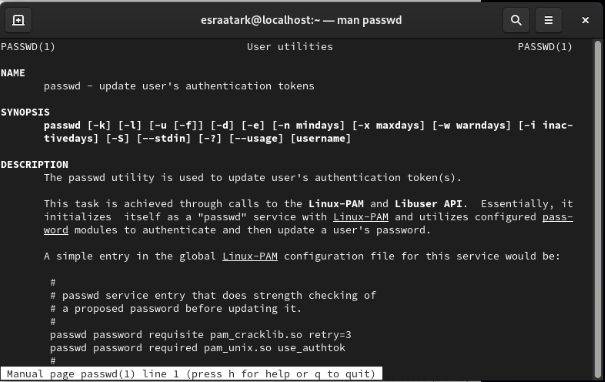 esraatark@localhost:~ — man passwd
PASSWD(1) User utilities PASSWD(1)
NAME
passwd - update user's authentication tokens
SYNOPSIS
passwd [-k] [-l] [-u [-f]] [-d] [-e] [-n mindays] [-x maxdays] [-w warndays] [-i inac-
tivedays] [-S] [--stdin] [-?] [--usage] [username]
DESCRIPTION
The passwd utility is used to update user's authentication token(s).
This task is achieved through calls to the Linux-PAM and Libuser API.  Essentially, it
initializes  itself as a "passwd" service with Linux-PAM and utilizes configured pass-
word modules to authenticate and then update a user's password.
A simple entry in the global Linux-PAM configuration file for this service would be:
#
# passwd service entry that does strength checking of
# a proposed password before updating it.
#
passwd password requisite pam_cracklib.so retry=3
passwd password required pam_unix.so use_authtok
#
Manual page passwd(1) line 1 (press h for help or q to quit)